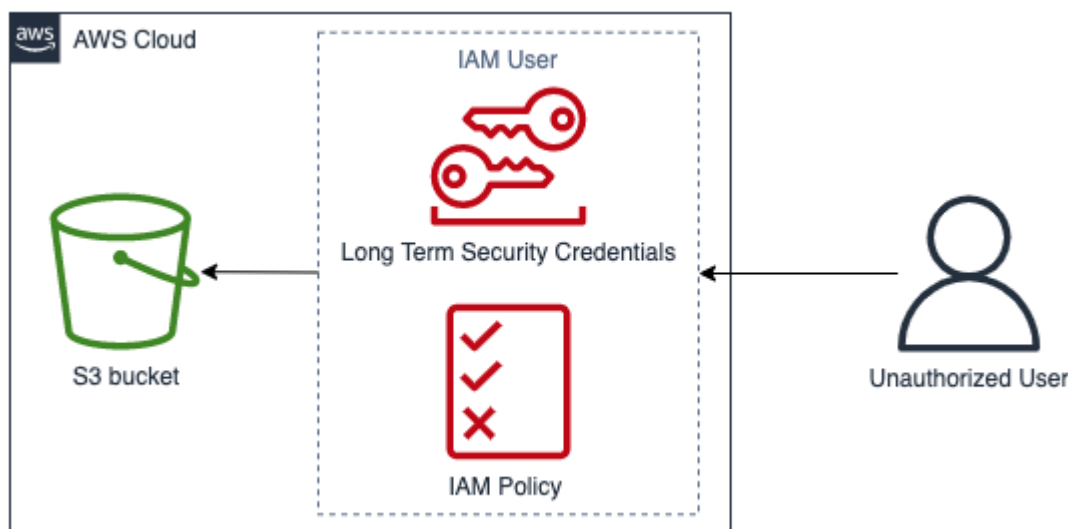 aws
AWS Cloud
IAM User
Long Term Security Credentials
S3 bucket
Unauthorized User
IAM Policy